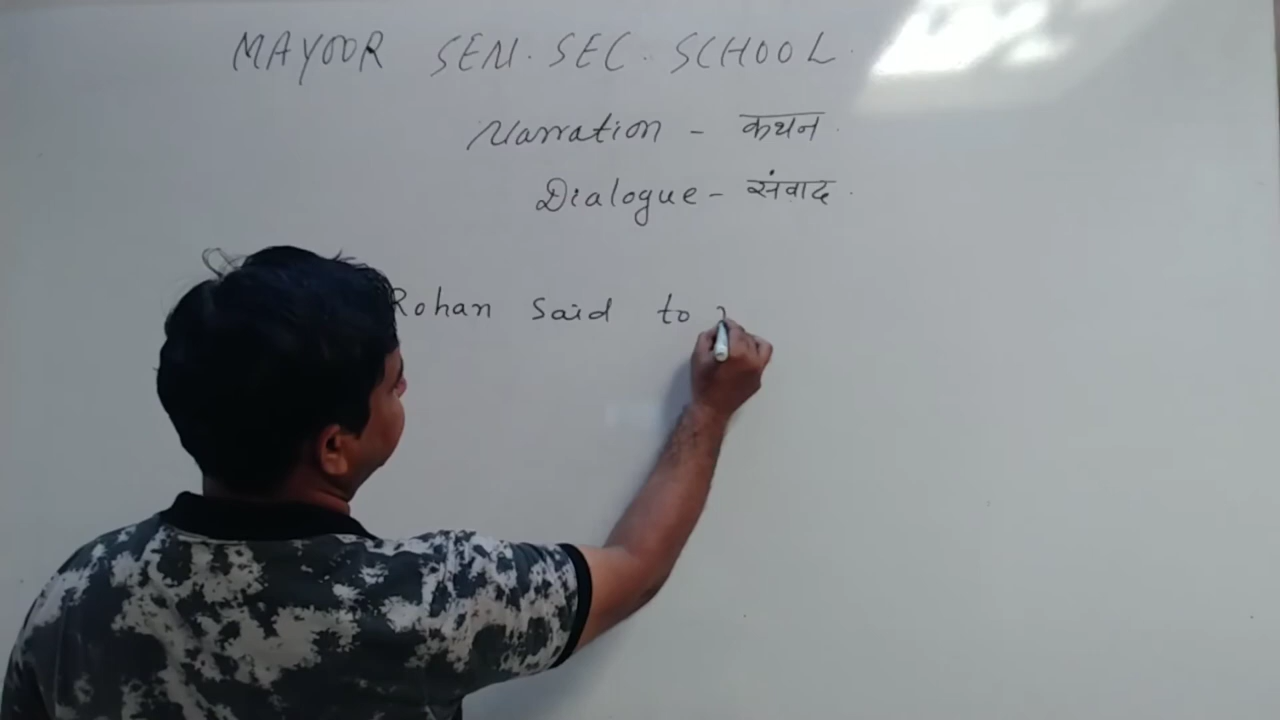 MAYOOR SEN. SEC. SCHOOL.
Narration - कथन.
Dialogue - संवाद.
Rohan said to